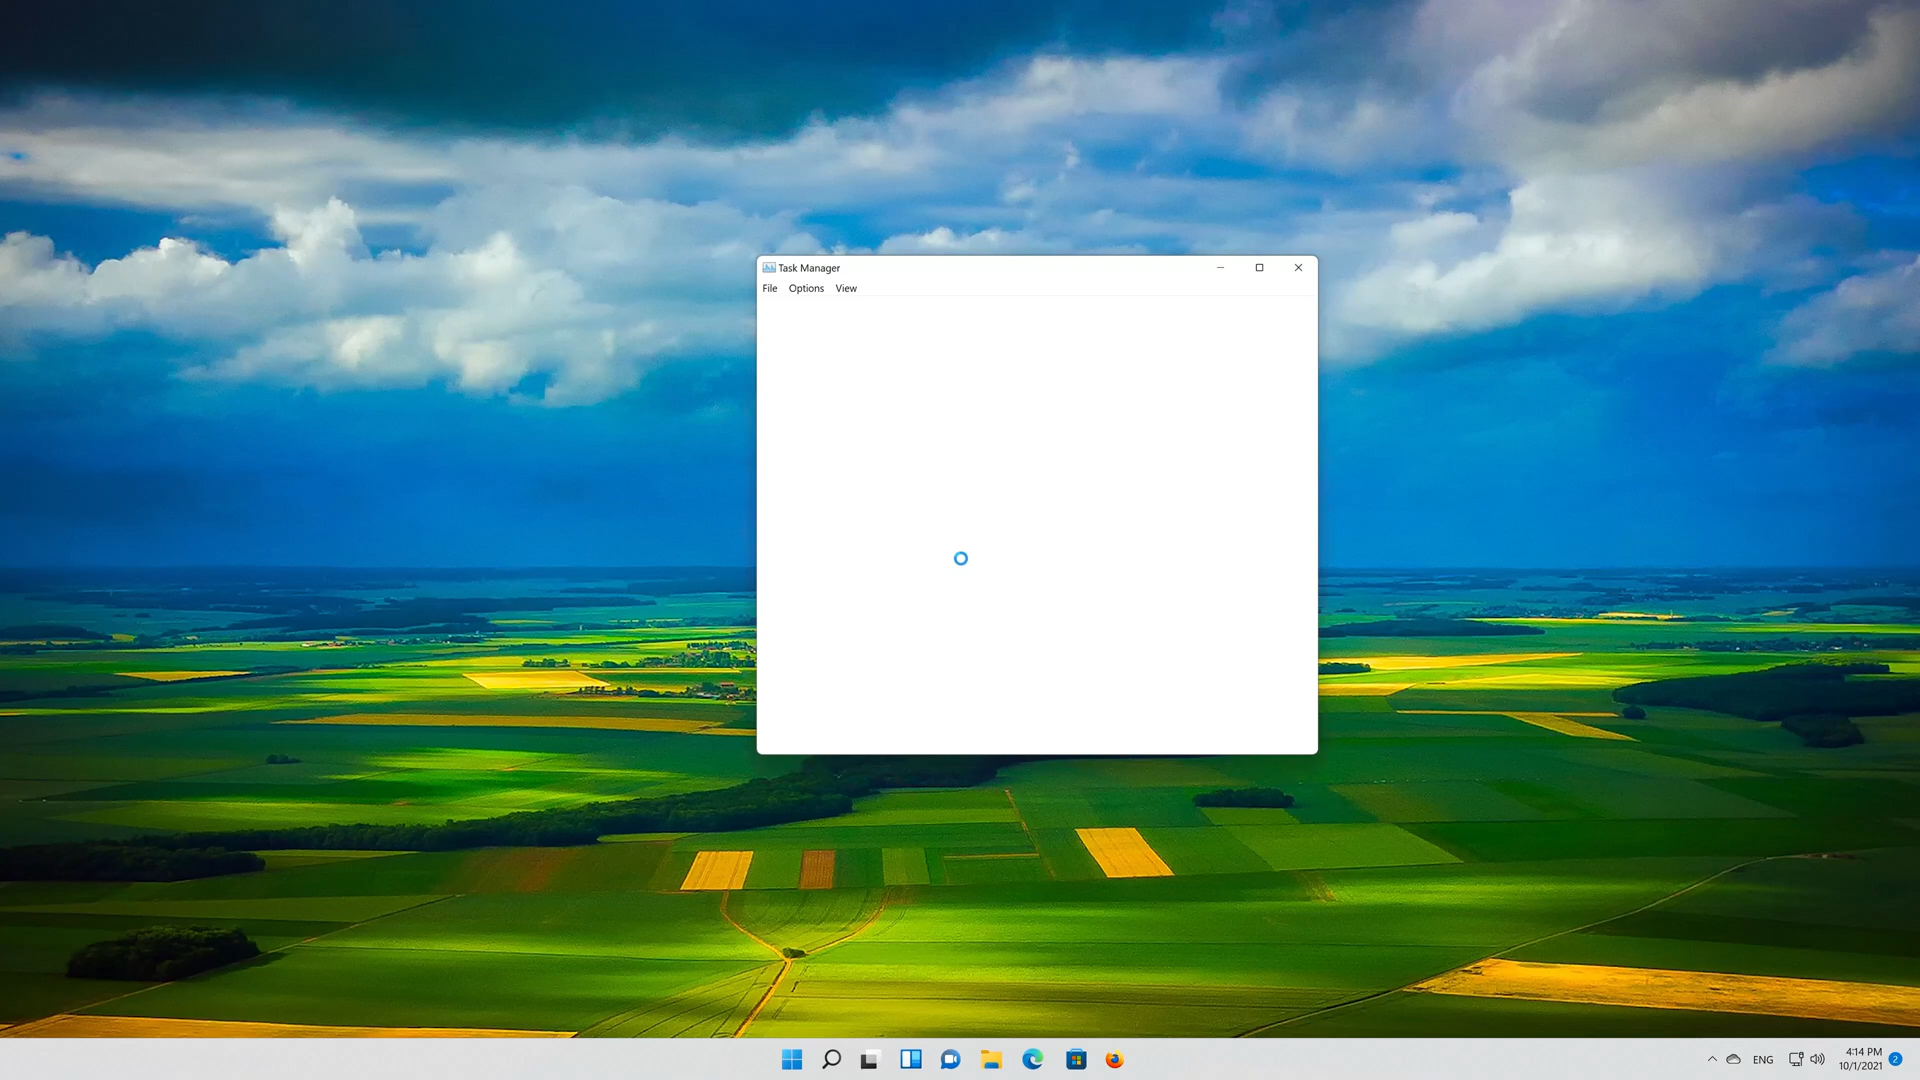 Task Manager
File Options View
ENG
4:14 PM
10/1/2021
2